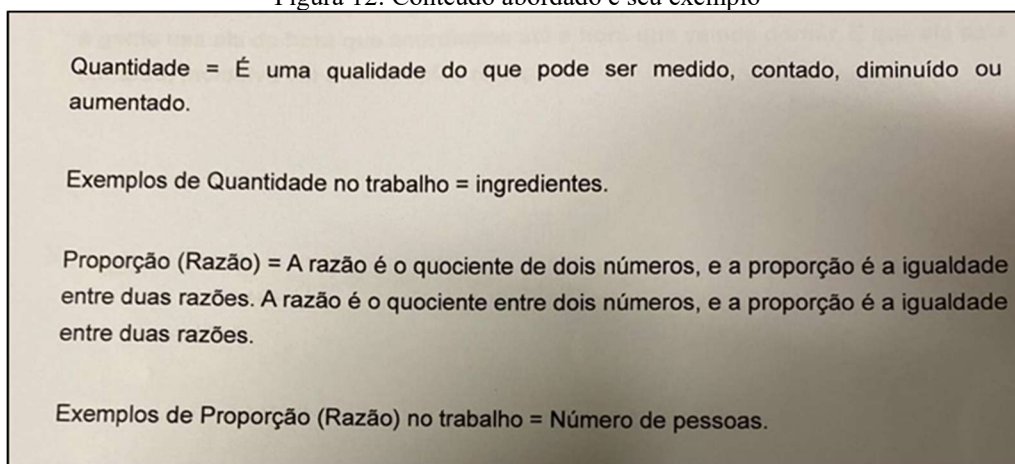 Figura 12: Conteúdo abordado e seu exemplo
Quantidade = É uma qualidade do que pode ser medido, contado, diminuído ou
aumentado.
Exemplos de Quantidade no trabalho = ingredientes.
Proporção (Razão) = A razão é o quociente de dois números, e a proporção é a igualdade
entre duas razões. A razão é o quociente entre dois números, e a proporção é a igualdade
entre duas razões.
Exemplos de Proporção (Razão) no trabalho = Número de pessoas.